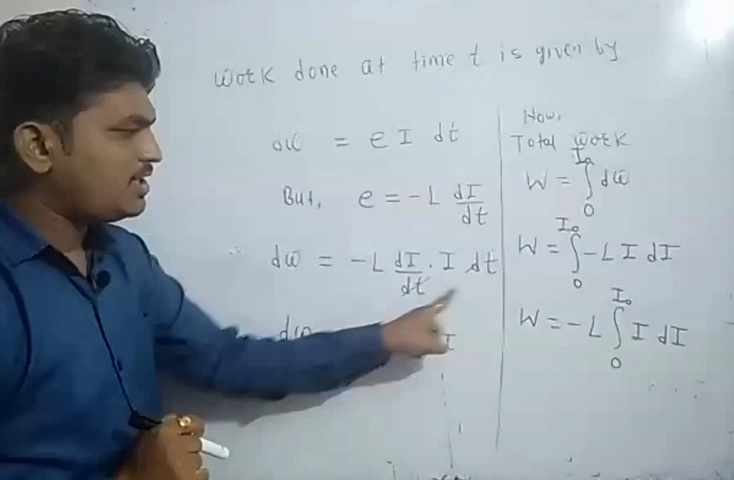 Work done at time t is given by
dw = e I dt
But, e = -L dI/dt
∴ dw = -L dI/dt · I dt
dw I
Now,
Total work
W = ∫₀^I₀ dw
W = ∫₀^I₀ -L I dI
W = -L ∫₀^I₀ I dI